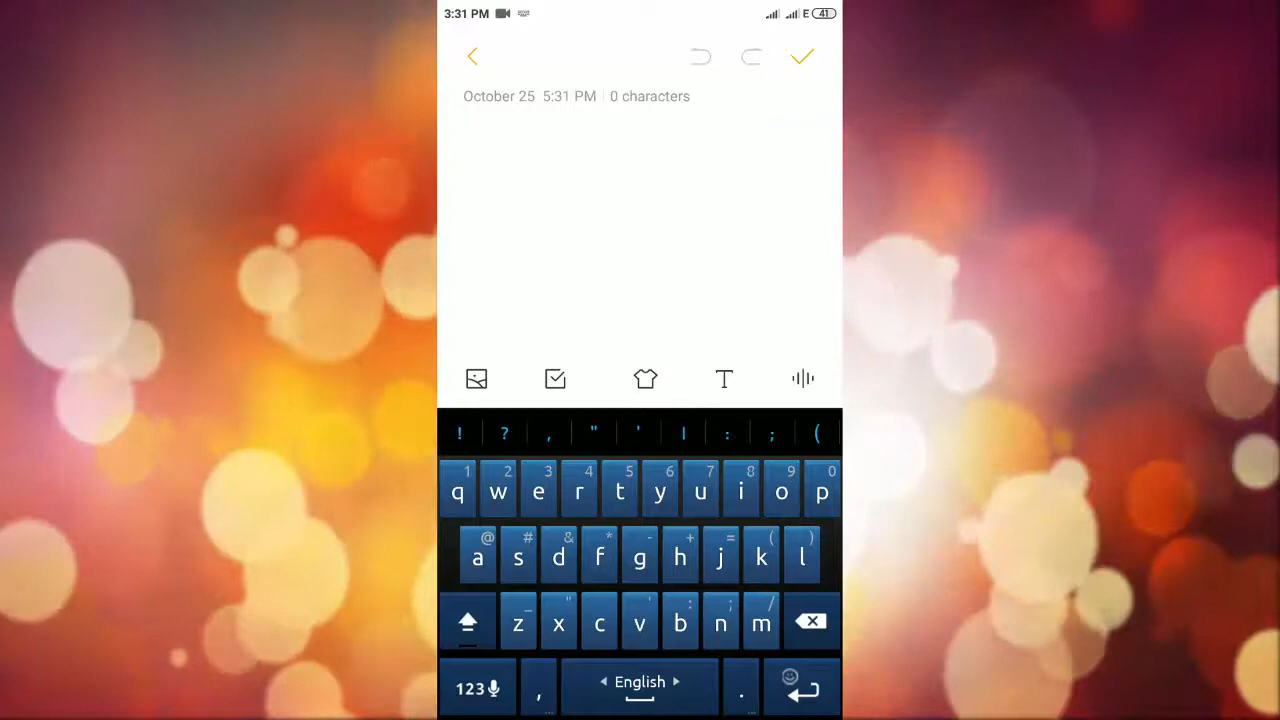 3:31 PM E 41
October 25 5:31 PM | 0 characters
T
! ? , " ' | : ; (
1 2 3 4 5 6 7 8 9 0
q w e r t y u i o p
@ # & * - + = ( )
a s d f g h j k l
_ " ' : ; /
z x c v b n m
123 , English .